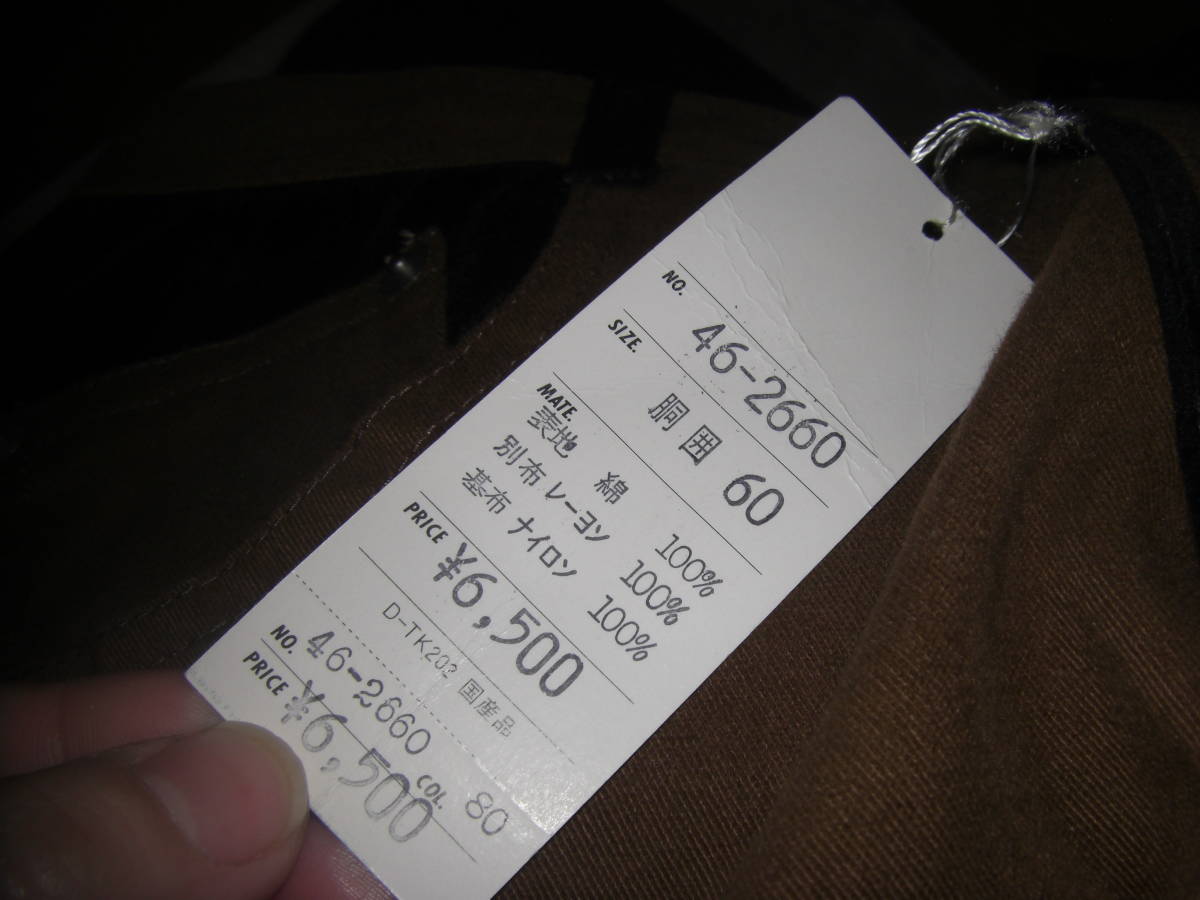 NO. 46-2660
SIZE. 胴囲 60
MATE.
表地 綿 100%
別布 レーヨン 100%
基布 ナイロン 100%
PRICE ¥6,500
D-TK202 国産品
NO. 46-2660 COL. 80
PRICE ¥6,500